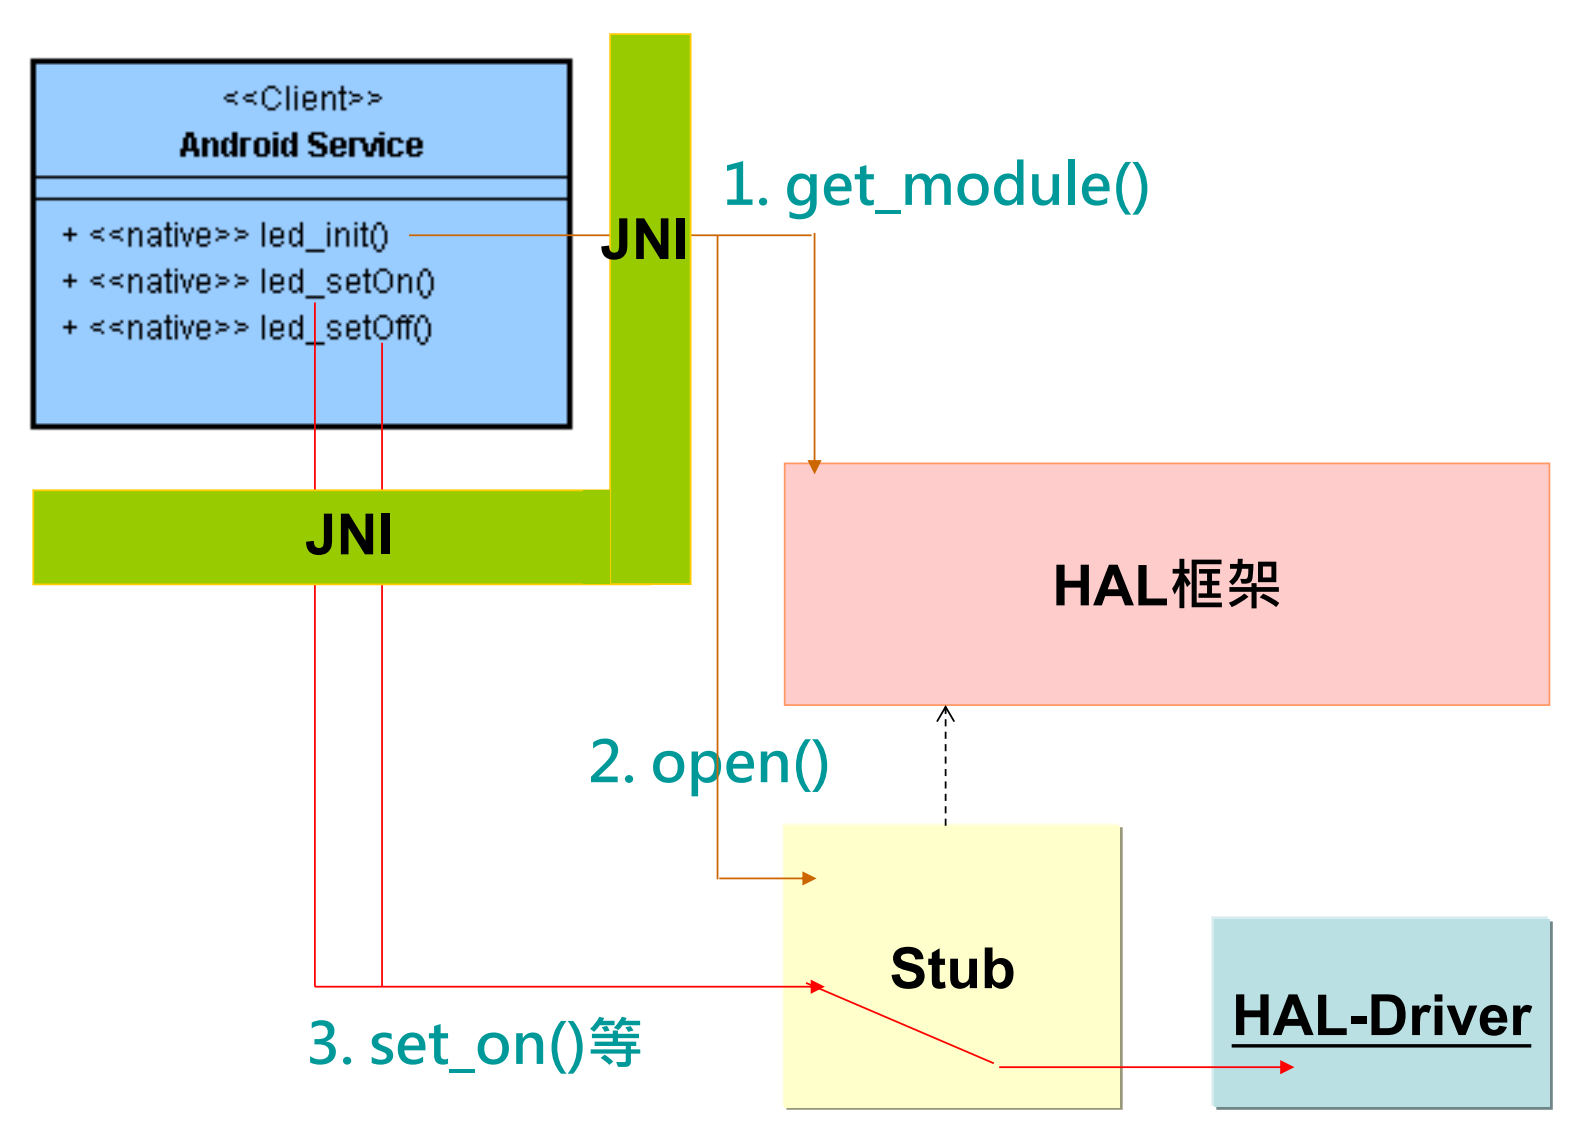 <<Client>>
Android Service
+ <<native>> led_init()
+ <<native>> led_setOn()
+ <<native>> led_setOff()
JNI
1. get_module()
JNI
HAL框架
2. open()
Stub
HAL-Driver
3. set_on()等